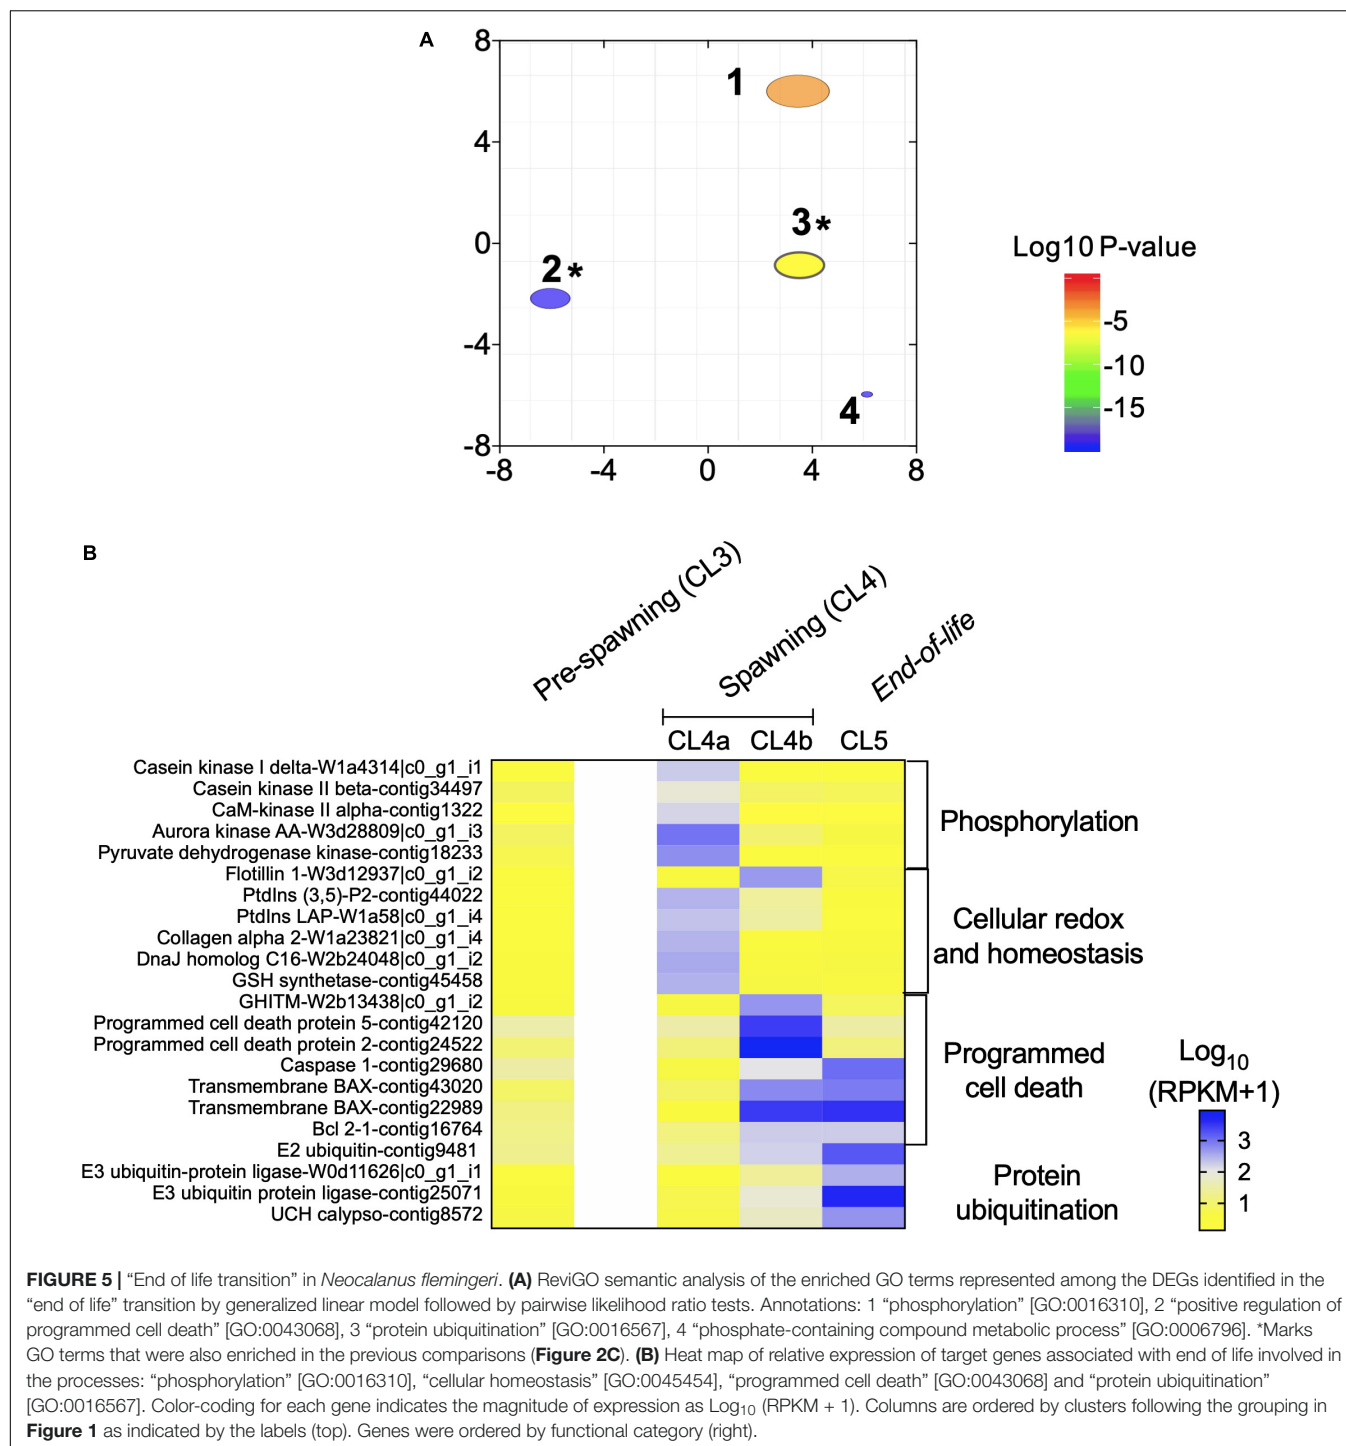 A
8
4
0
-4
-8
-8
-4
0
4
8
1
2*
3*
4
Log10 P-value
-5
-10
-15
B
Pre-spawning (CL3)
Spawning (CL4)
End-of-life
CL4a CL4b CL5
Casein kinase I delta-W1a4314|c0_g1_i1
Casein kinase II beta-contig34497
CaM-kinase II alpha-contig1322
Aurora kinase AA-W3d28809|c0_g1_i3
Pyruvate dehydrogenase kinase-contig18233
Flotillin 1-W3d12937|c0_g1_i2
PtdIns (3,5)-P2-contig44022
PtdIns LAP-W1a58|c0_g1_i4
Collagen alpha 2-W1a23821|c0_g1_i4
DnaJ homolog C16-W2b24048|c0_g1_i2
GSH synthetase-contig45458
GHITM-W2b13438|c0_g1_i2
Programmed cell death protein 5-contig42120
Programmed cell death protein 2-contig24522
Caspase 1-contig29680
Transmembrane BAX-contig43020
Transmembrane BAX-contig22989
Bcl 2-1-contig16764
E2 ubiquitin-contig9481
E3 ubiquitin-protein ligase-W0d11626|c0_g1_i1
E3 ubiquitin protein ligase-contig25071
UCH calypso-contig8572
Phosphorylation
Cellular redox
and homeostasis
Programmed
cell death
Protein
ubiquitination
Log10
(RPKM+1)
3
2
1
FIGURE 5 | “End of life transition” in Neocalanus flemingeri. (A) ReviGO semantic analysis of the enriched GO terms represented among the DEGs identified in the
“end of life” transition by generalized linear model followed by pairwise likelihood ratio tests. Annotations: 1 “phosphorylation” [GO:0016310], 2 “positive regulation of
programmed cell death” [GO:0043068], 3 “protein ubiquitination” [GO:0016567], 4 “phosphate-containing compound metabolic process” [GO:0006796]. *Marks
GO terms that were also enriched in the previous comparisons (Figure 2C). (B) Heat map of relative expression of target genes associated with end of life involved in
the processes: “phosphorylation” [GO:0016310], “cellular homeostasis” [GO:0045454], “programmed cell death” [GO:0043068] and “protein ubiquitination”
[GO:0016567]. Color-coding for each gene indicates the magnitude of expression as Log10 (RPKM + 1). Columns are ordered by clusters following the grouping in
Figure 1 as indicated by the labels (top). Genes were ordered by functional category (right).